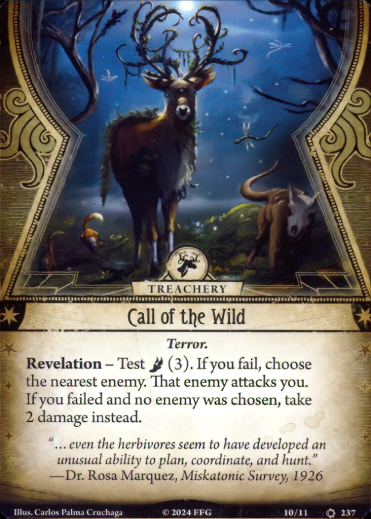 TREACHERY
Call of the Wild
Terror.
Revelation – Test (3). If you fail, choose
the nearest enemy. That enemy attacks you.
If you failed and no enemy was chosen, take
2 damage instead.
“… even the herbivores seem to have developed an
unusual ability to plan, coordinate, and hunt.”
—Dr. Rosa Marquez, Miskatonic Survey, 1926
Illus. Carlos Palma Cruchaga © 2024 FFG 10/11 237